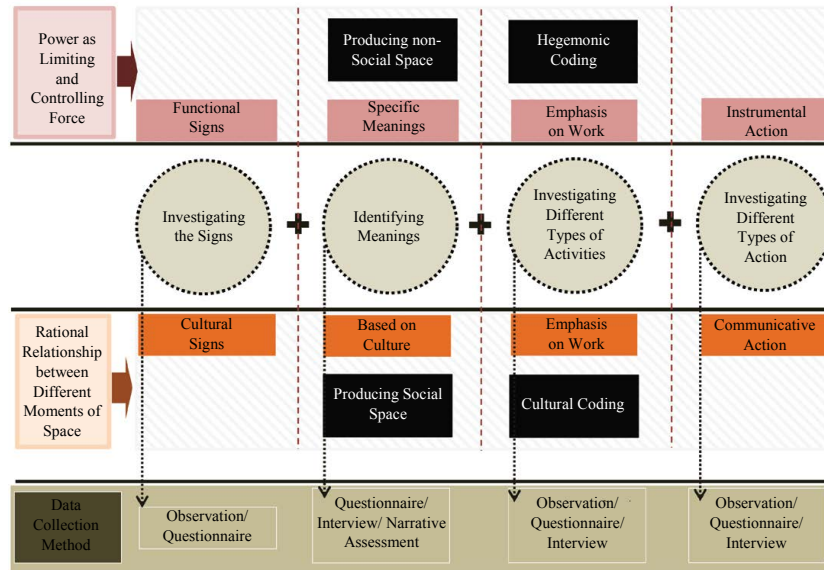 Power as
Limiting
and
Controlling
Force
Producing non-
Social Space
Hegemonic
Coding
Functional
Signs
Specific
Meanings
Emphasis
on Work
Instrumental
Action
Investigating
the Signs
Identifying
Meanings
Investigating
Different
Types of
Activities
Investigating
Different
Types of
Action
Rational
Relationship
between
Different
Moments of
Space
Cultural
Signs
Based on
Culture
Emphasis
on Work
Communicative
Action
Producing Social
Space
Cultural Coding
Data
Collection
Method
Observation/
Questionnaire
Questionnaire/
Interview/ Narrative
Assessment
Observation/
Questionnaire/
Interview
Observation/
Questionnaire/
Interview